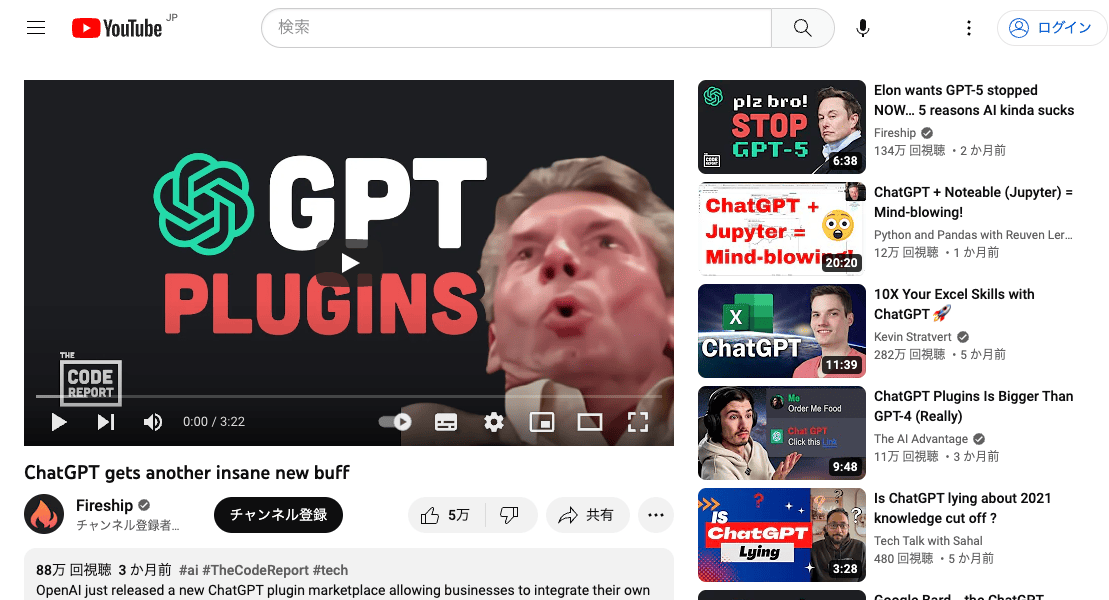 YouTube JP
検索
ログイン
GPT
PLUGINS
THE
CODE
REPORT
0:00 / 3:22
ChatGPT gets another insane new buff
Fireship
チャンネル登録者...
チャンネル登録
5万
共有
88万 回視聴 3 か月前 #ai #TheCodeReport #tech
OpenAI just released a new ChatGPT plugin marketplace allowing businesses to integrate their own
plz bro!
STOP
GPT-5
CODE
REPORT
6:38
Elon wants GPT-5 stopped
NOW... 5 reasons AI kinda sucks
Fireship
134万 回視聴 ・2 か月前
ChatGPT +
Jupyter =
Mind-blowing!
20:20
ChatGPT + Noteable (Jupyter) =
Mind-blowing!
Python and Pandas with Reuven Ler...
12万 回視聴 ・1 か月前
X
ChatGPT
11:39
10X Your Excel Skills with
ChatGPT 🚀
Kevin Stratvert
282万 回視聴 ・5 か月前
Me
Order Me Food
Chat GPT
Click this Link
9:48
ChatGPT Plugins Is Bigger Than
GPT-4 (Really)
The AI Advantage
11万 回視聴 ・3 か月前
?
IS
ChatGPT
Lying
?
?
3:28
Is ChatGPT lying about 2021
knowledge cut off ?
Tech Talk with Sahal
480 回視聴 ・5 か月前
Google Bard - the ChatGPT